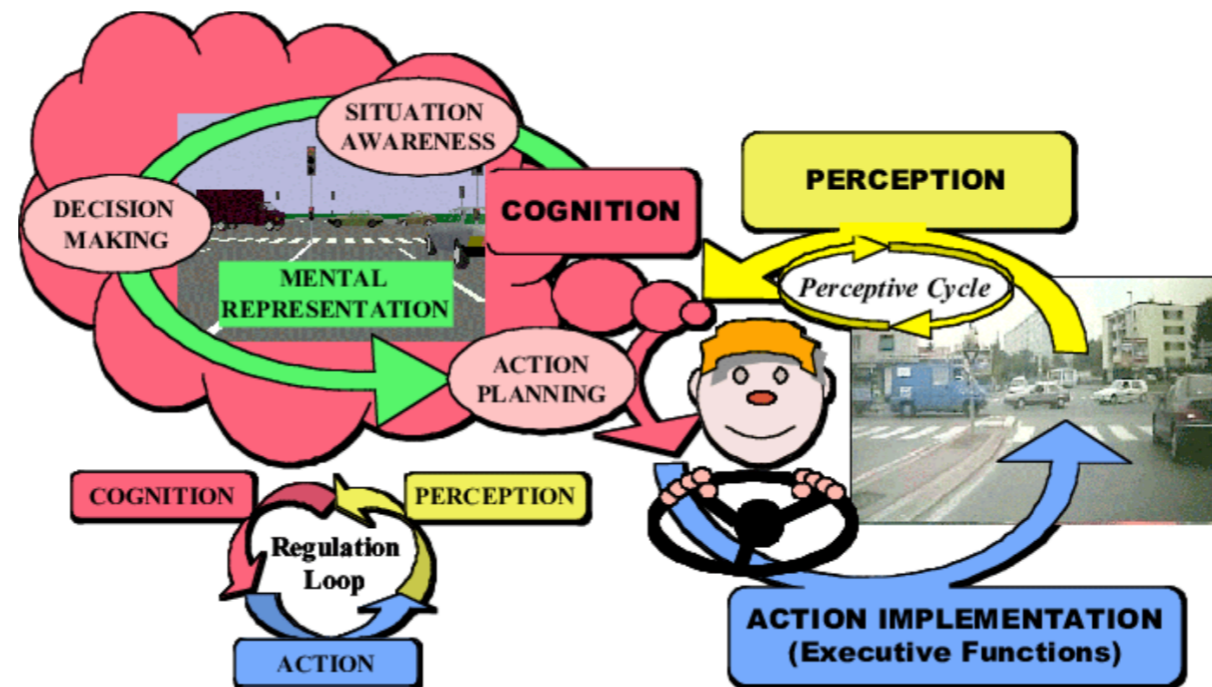 SITUATION
AWARENESS
DECISION
MAKING
MENTAL
REPRESENTATION
ACTION
PLANNING
COGNITION
PERCEPTION
Perceptive Cycle
COGNITION
PERCEPTION
Regulation
Loop
ACTION
ACTION IMPLEMENTATION
(Executive Functions)